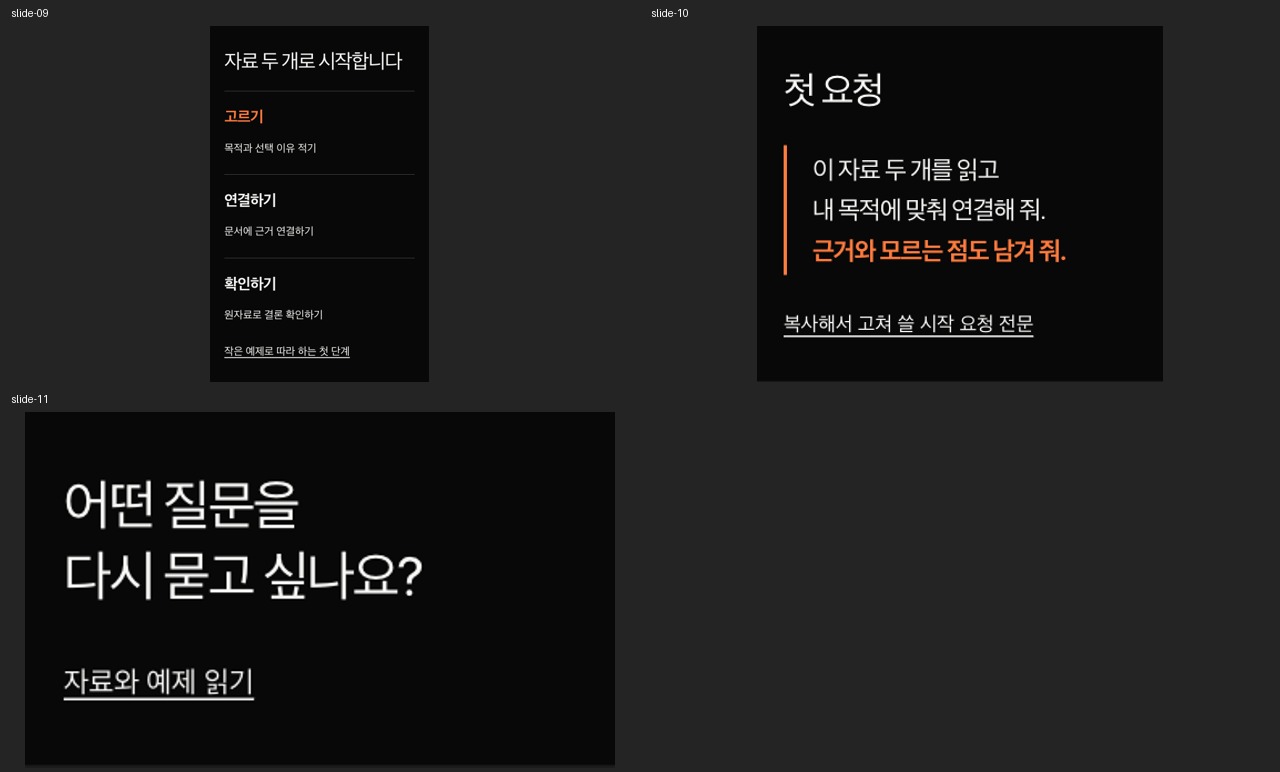 slide-09
자료 두 개로 시작합니다
고르기
목적과 선택 이유 적기
연결하기
문서에 근거 연결하기
확인하기
원자료로 결론 확인하기
작은 예제로 따라 하는 첫 단계
slide-10
첫 요청
이 자료 두 개를 읽고
내 목적에 맞춰 연결해 줘.
근거와 모르는 점도 남겨 줘.
복사해서 고쳐 쓸 시작 요청 전문
slide-11
어떤 질문을
다시 묻고 싶나요?
자료와 예제 읽기